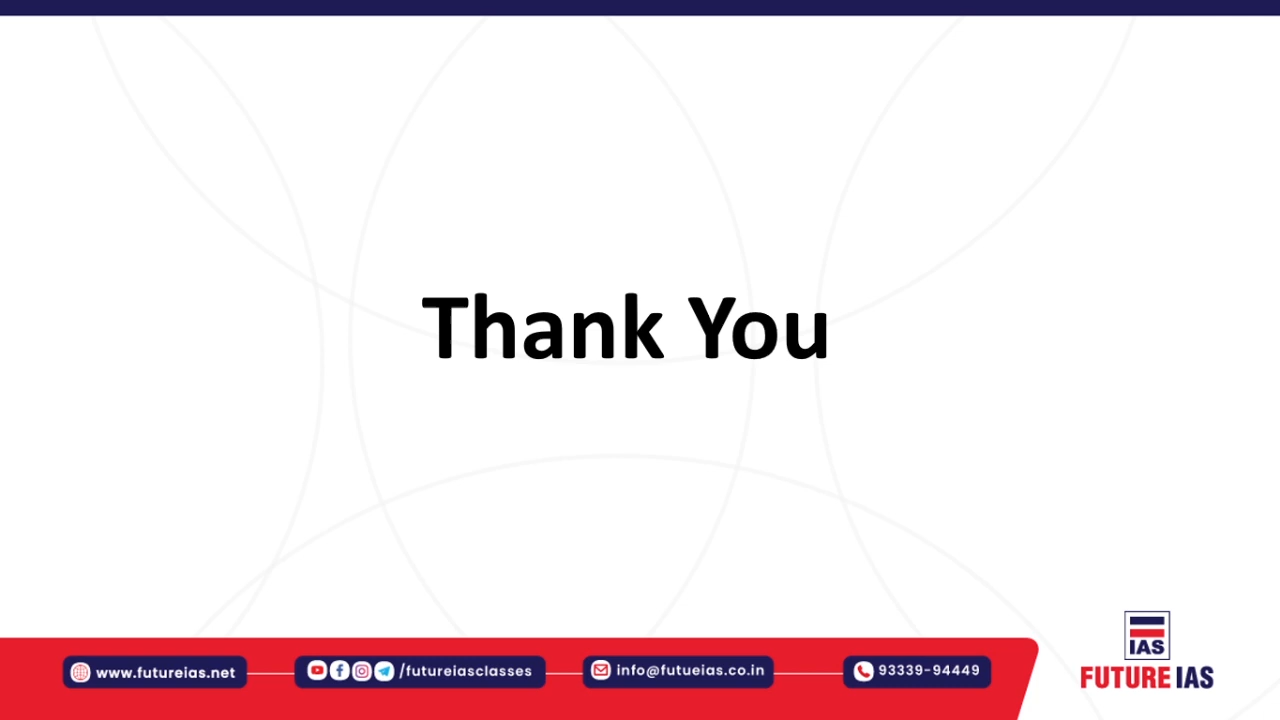 Thank You
www.futureias.net
/futureiasclasses
info@futueias.co.in
93339-94449
IAS
FUTURE IAS